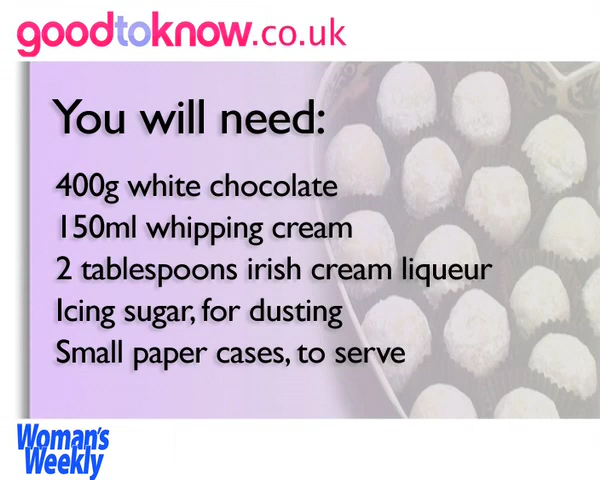 goodtoknow.co.uk
You will need:
400g white chocolate
150ml whipping cream
2 tablespoons irish cream liqueur
Icing sugar, for dusting
Small paper cases, to serve
Woman's
Weekly